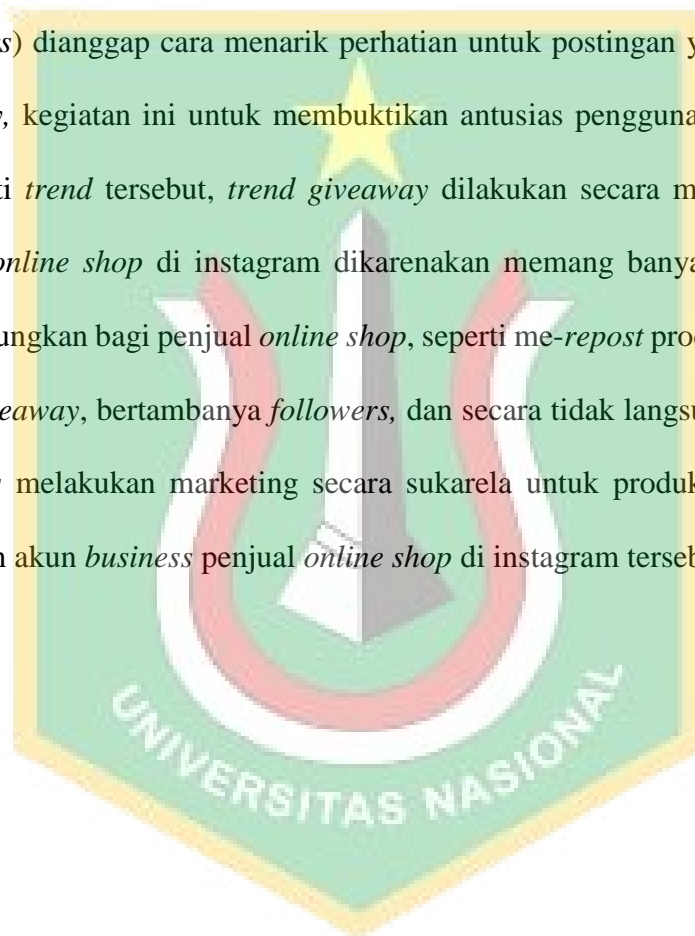 s) dianggap cara menarik perhatian untuk postingan y
, kegiatan ini untuk membuktikan antusias pengguna
ti trend tersebut, trend giveaway dilakukan secara m
online shop di instagram dikarenakan memang banya
ungkan bagi penjual online shop, seperti me-repost pro
eaway, bertambanya followers, dan secara tidak langsu
melakukan marketing secara sukarela untuk produk
n akun business penjual online shop di instagram terseb
UNIVERSITAS NASIONAL